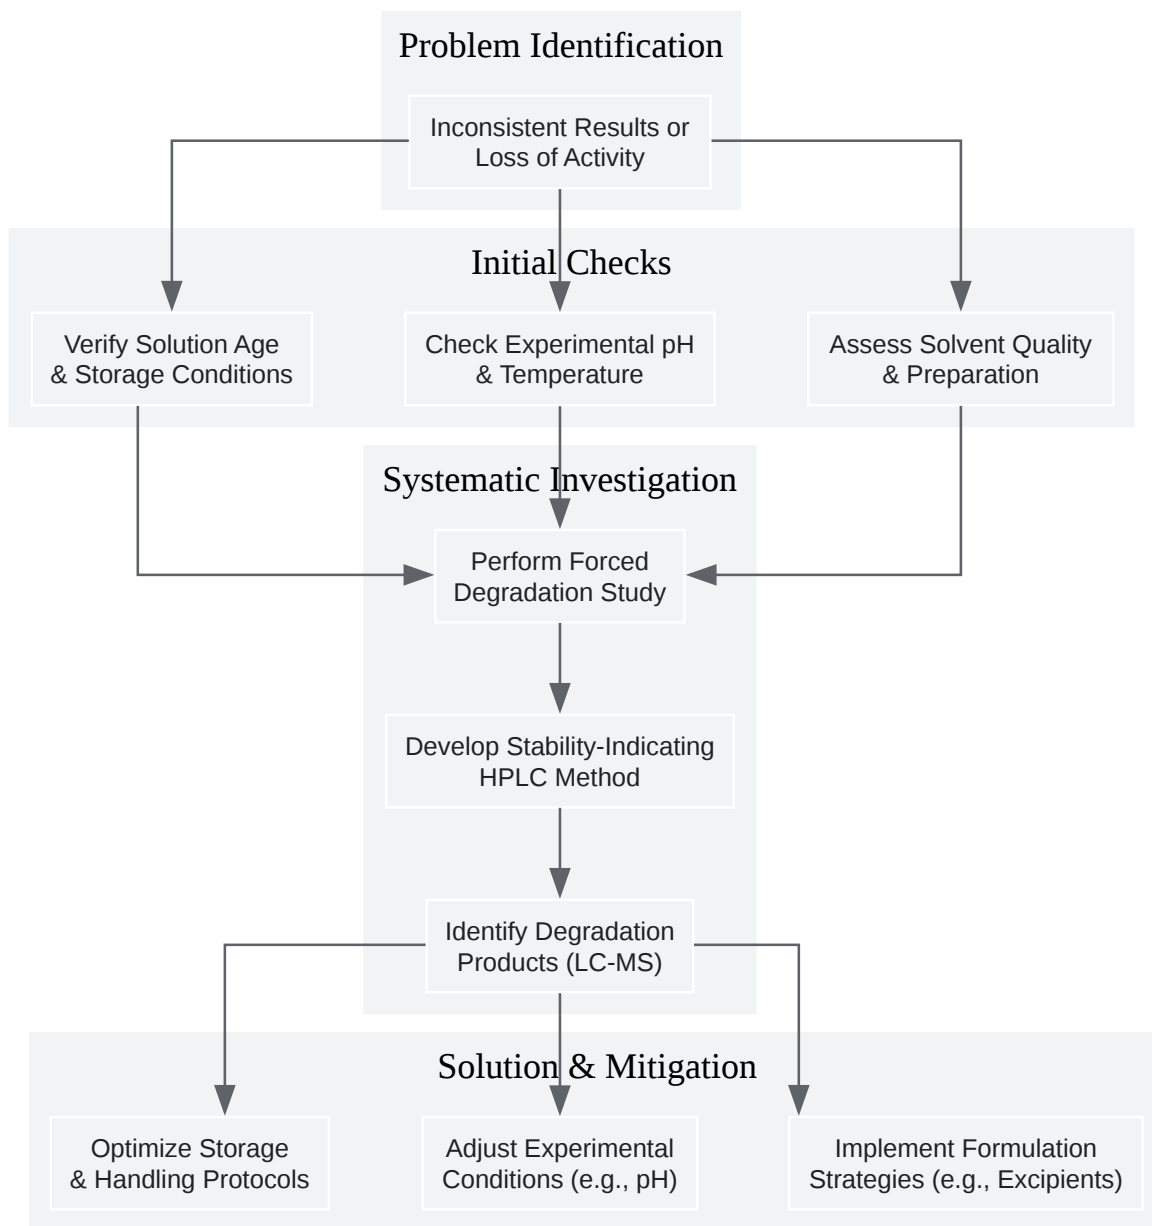 Problem Identification
Inconsistent Results or
Loss of Activity
Initial Checks
Verify Solution Age
& Storage Conditions
Check Experimental pH
& Temperature
Assess Solvent Quality
& Preparation
Systematic Investigation
Perform Forced
Degradation Study
Develop Stability-Indicating
HPLC Method
Identify Degradation
Products (LC-MS)
Solution & Mitigation
Optimize Storage
& Handling Protocols
Adjust Experimental
Conditions (e.g., pH)
Implement Formulation
Strategies (e.g., Excipients)